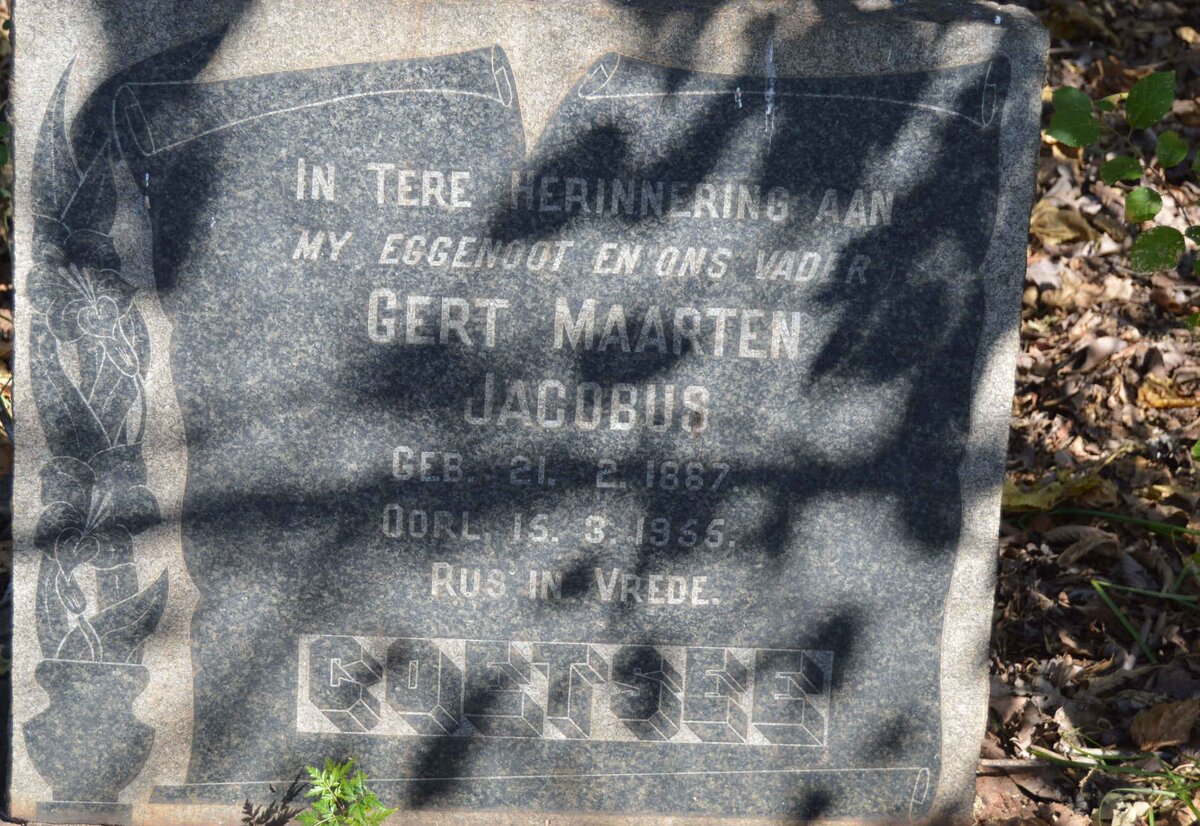 IN TERE HERINNERING AAN
MY EGGENOOT EN ONS VADER
GERT MAARTEN
JACOBUS
GEB. 21. 2. 1887.
OORL. 15. 3. 1955.
RUS IN VREDE.
COETSEE